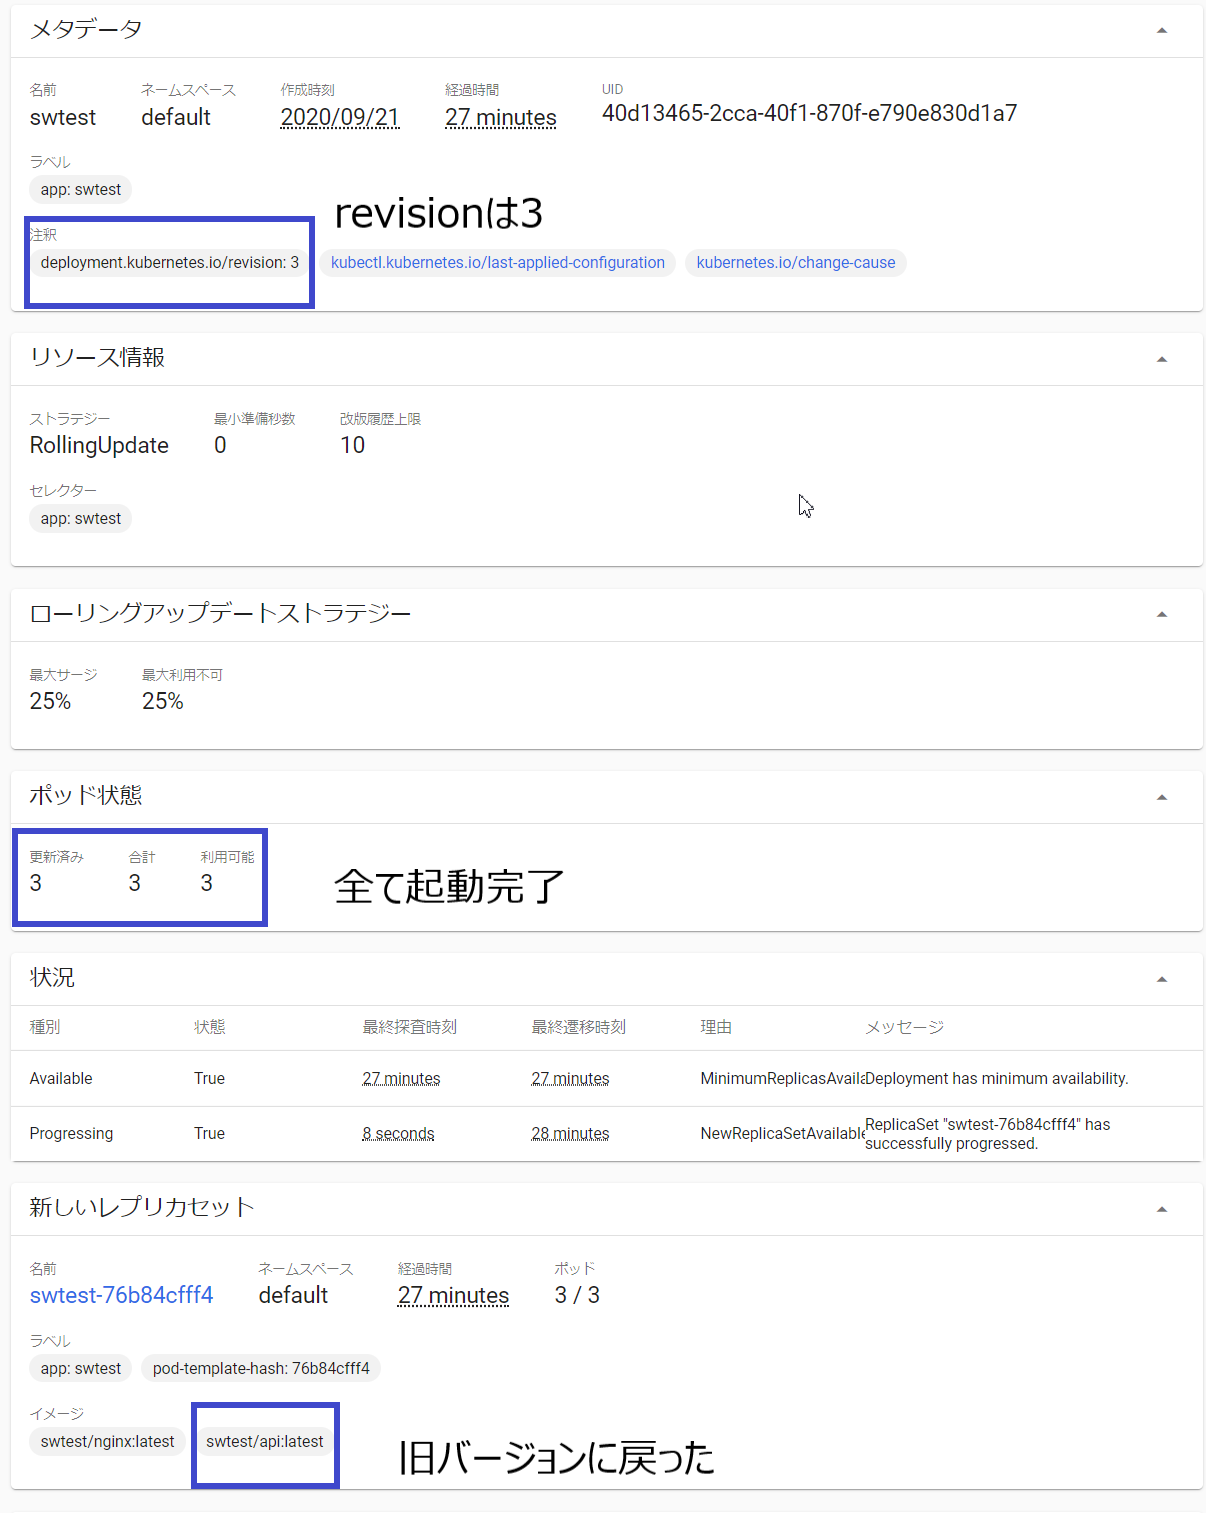 メタデータ
名前 ネームスペース 作成時刻 経過時間 UID
swtest default 2020/09/21 27 minutes 40d13465-2cca-40f1-870f-e790e830d1a7
ラベル
app: swtest
revisionは3
注釈
deployment.kubernetes.io/revision: 3 kubectl.kubernetes.io/last-applied-configuration kubernetes.io/change-cause
リソース情報
ストラテジー 最小準備秒数 改版履歴上限
RollingUpdate 0 10
セレクター
app: swtest
ローリングアップデートストラテジー
最大サージ 最大利用不可
25% 25%
ポッド状態
更新済み 合計 利用可能
3 3 3
全て起動完了
状況
種別 状態 最終探査時刻 最終遷移時刻 理由 メッセージ
Available True 27 minutes 27 minutes MinimumReplicasAvaila Deployment has minimum availability.
Progressing True 8 seconds 28 minutes NewReplicaSetAvailable ReplicaSet "swtest-76b84cfff4" has
successfully progressed.
新しいレプリカセット
名前 ネームスペース 経過時間 ポッド
swtest-76b84cfff4 default 27 minutes 3 / 3
ラベル
app: swtest pod-template-hash: 76b84cfff4
イメージ
swtest/nginx:latest swtest/api:latest
旧バージョンに戻った